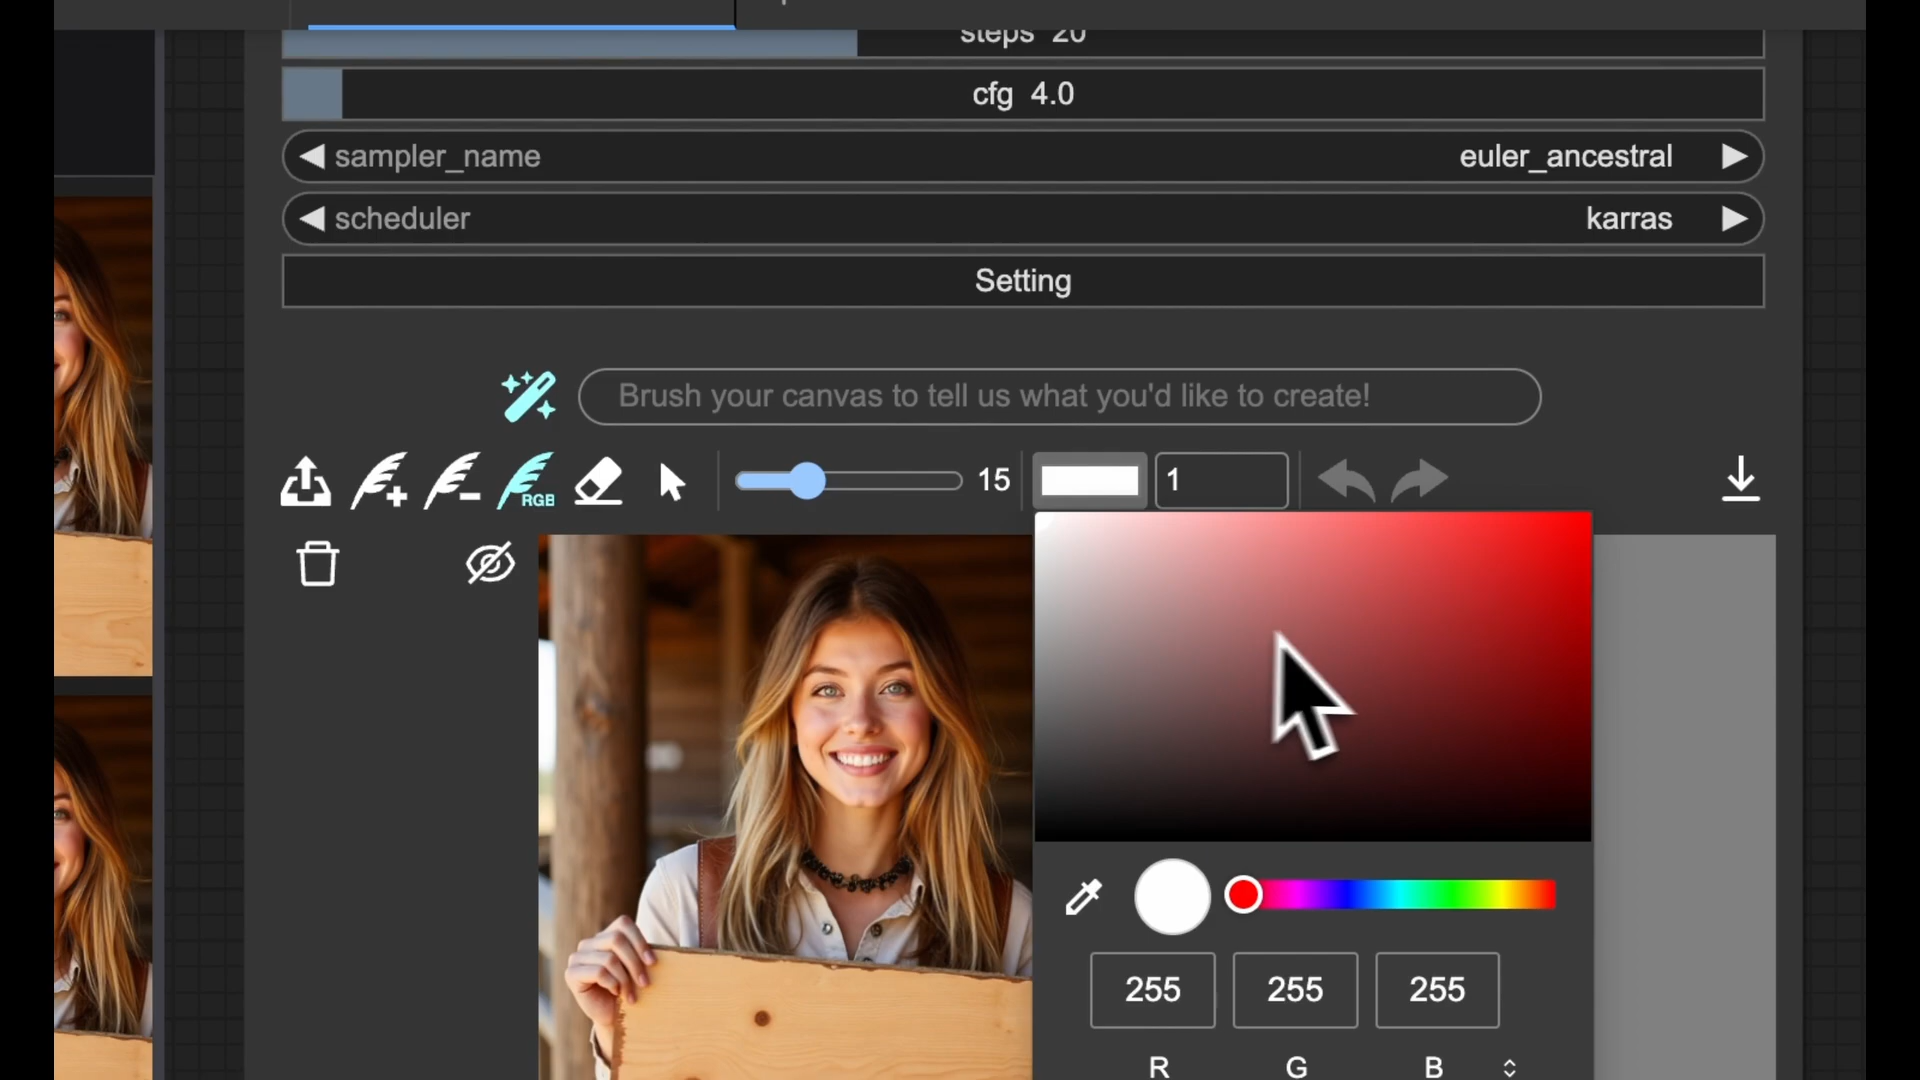 steps 20
cfg 4.0
sampler_name euler_ancestral
scheduler karras
Setting
Brush your canvas to tell us what you'd like to create!
RGB 15 1
255 255 255
R G B